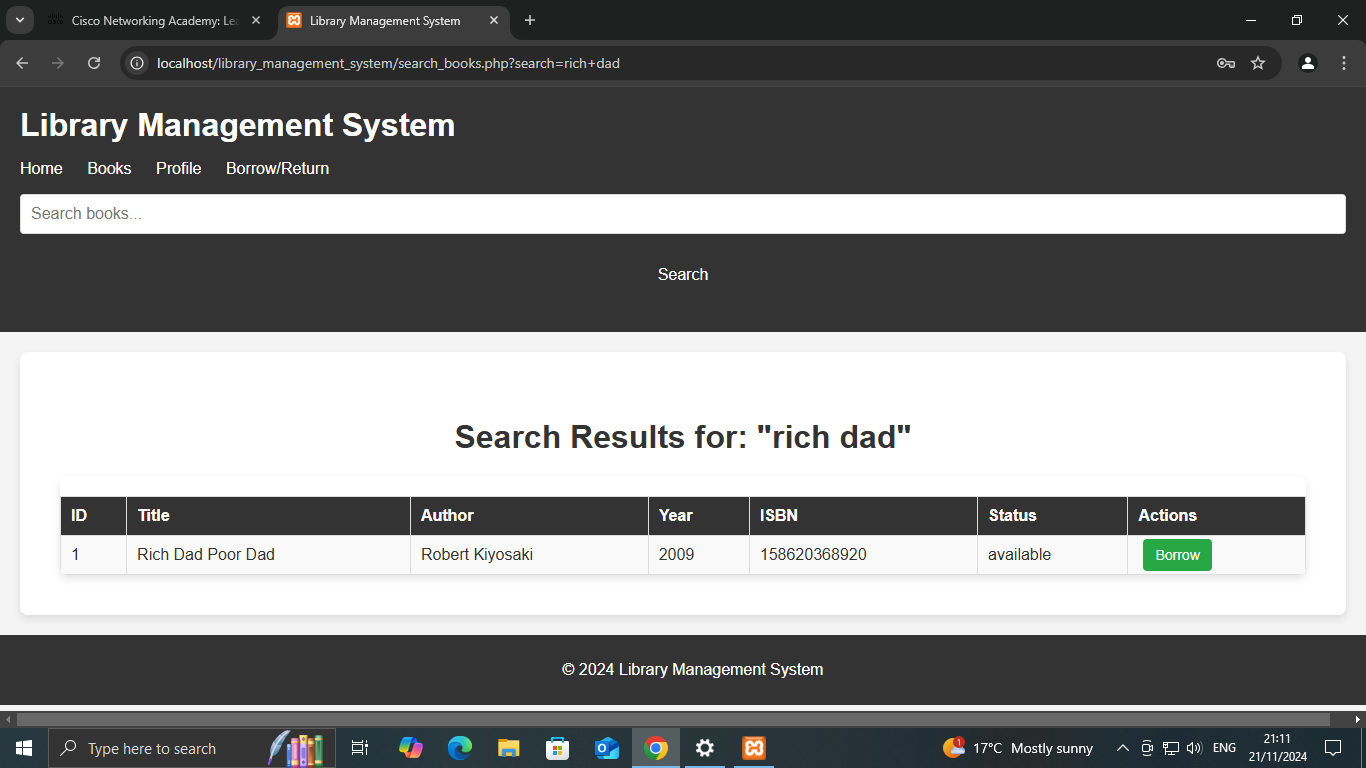 Cisco Networking Academy: Lea
Library Management System
localhost/library_management_system/search_books.php?search=rich+dad
Library Management System
Home Books Profile Borrow/Return
Search books...
Search
Search Results for: "rich dad"
ID Title Author Year ISBN Status Actions
1 Rich Dad Poor Dad Robert Kiyosaki 2009 158620368920 available Borrow
© 2024 Library Management System
Type here to search
1
17°C Mostly sunny
ENG
21:11
21/11/2024